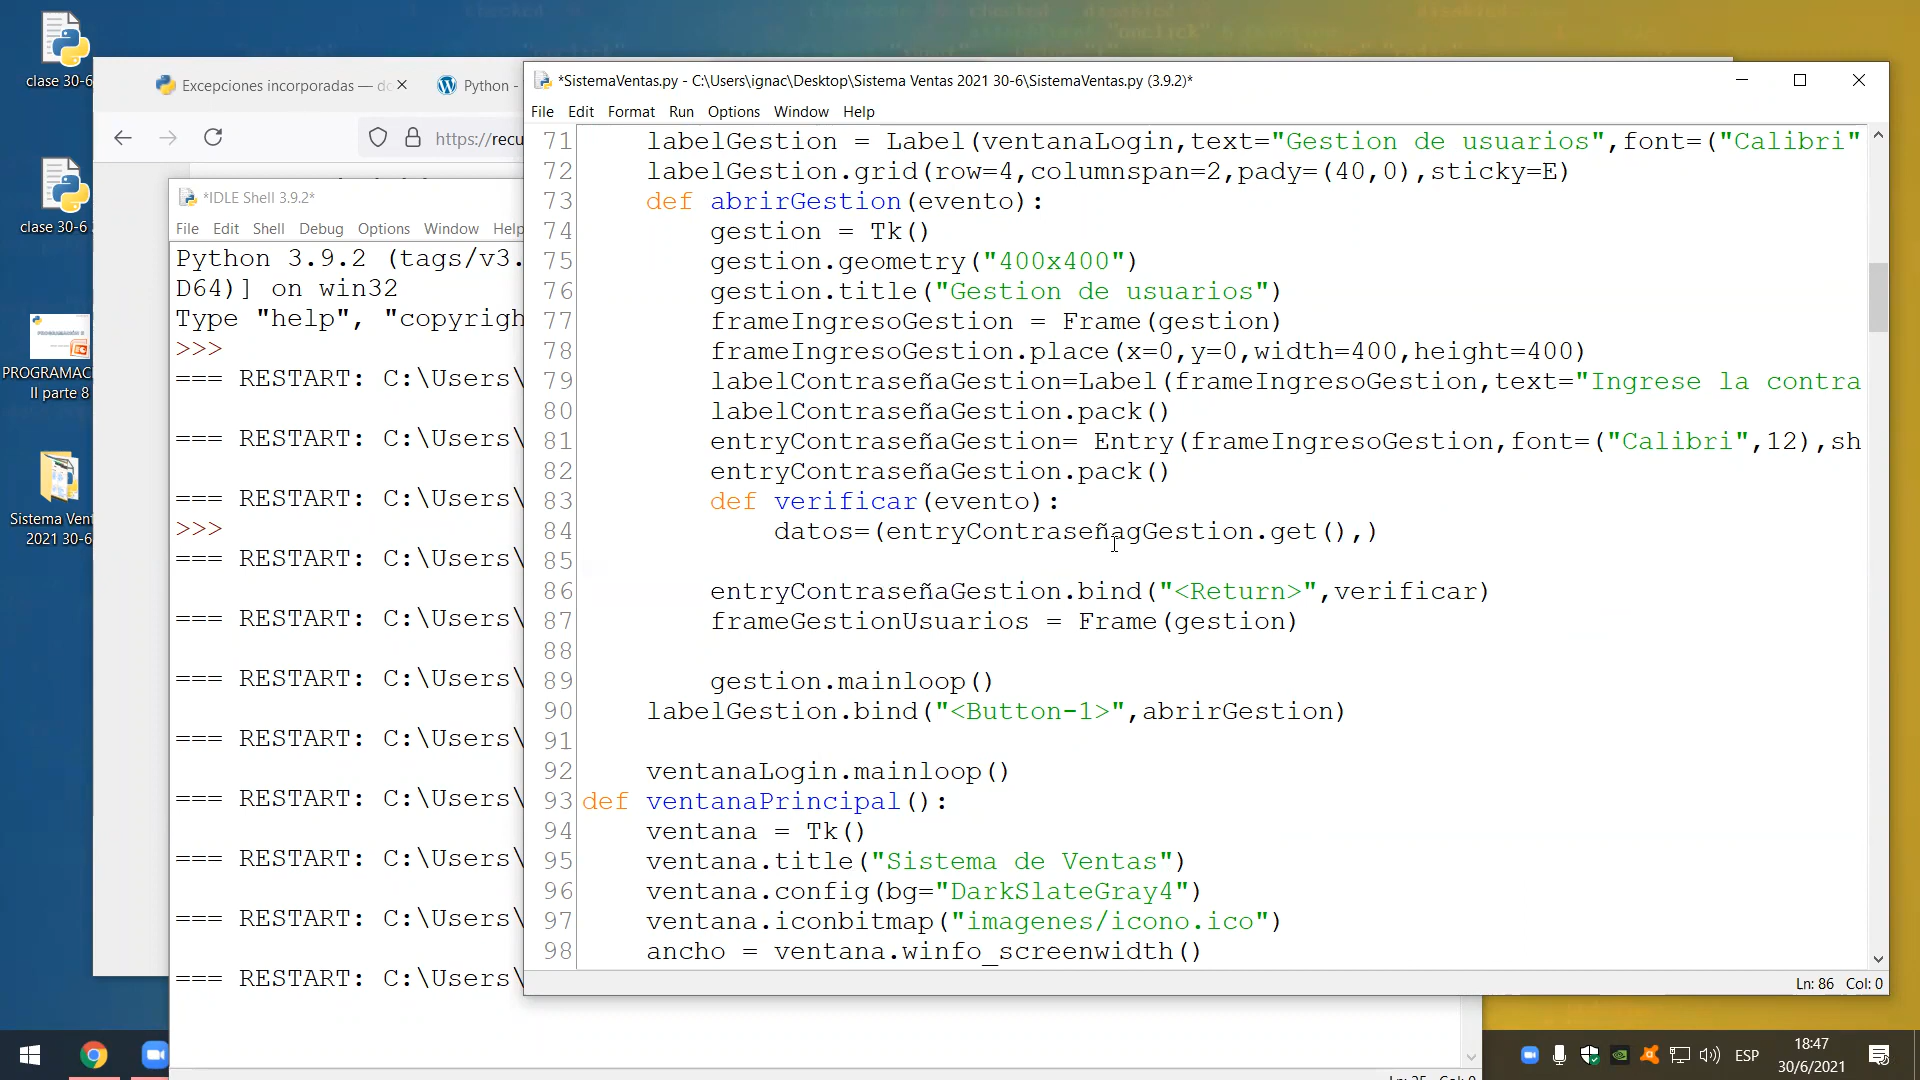 clase 30-6
clase 30-6
PROGRAMAC
II parte 8
Sistema Ven
2021 30-6
Excepciones incorporadas — do
Python -
https://recu
*IDLE Shell 3.9.2*
File Edit Shell Debug Options Window Help
Python 3.9.2 (tags/v3.
D64)] on win32
Type "help", "copyrigh
>>>
=== RESTART: C:\Users\
=== RESTART: C:\Users\
=== RESTART: C:\Users\
>>>
=== RESTART: C:\Users\
=== RESTART: C:\Users\
=== RESTART: C:\Users\
=== RESTART: C:\Users\
=== RESTART: C:\Users\
=== RESTART: C:\Users\
=== RESTART: C:\Users\
=== RESTART: C:\Users\
*SistemaVentas.py - C:\Users\ignac\Desktop\Sistema Ventas 2021 30-6\SistemaVentas.py (3.9.2)*
File Edit Format Run Options Window Help
71 labelGestion = Label(ventanaLogin,text="Gestion de usuarios",font=("Calibri"
72 labelGestion.grid(row=4,columnspan=2,pady=(40,0),sticky=E)
73 def abrirGestion(evento):
74 gestion = Tk()
75 gestion.geometry("400x400")
76 gestion.title("Gestion de usuarios")
77 frameIngresoGestion = Frame(gestion)
78 frameIngresoGestion.place(x=0,y=0,width=400,height=400)
79 labelContraseñaGestion=Label(frameIngresoGestion,text="Ingrese la contra
80 labelContraseñaGestion.pack()
81 entryContraseñaGestion= Entry(frameIngresoGestion,font=("Calibri",12),sh
82 entryContraseñaGestion.pack()
83 def verificar(evento):
84 datos=(entryContraseñagGestion.get(),)
85
86 entryContraseñaGestion.bind("<Return>",verificar)
87 frameGestionUsuarios = Frame(gestion)
88
89 gestion.mainloop()
90 labelGestion.bind("<Button-1>",abrirGestion)
91
92 ventanaLogin.mainloop()
93 def ventanaPrincipal():
94 ventana = Tk()
95 ventana.title("Sistema de Ventas")
96 ventana.config(bg="DarkSlateGray4")
97 ventana.iconbitmap("imagenes/icono.ico")
98 ancho = ventana.winfo_screenwidth()
Ln: 86 Col: 0
ESP
18:47
30/6/2021